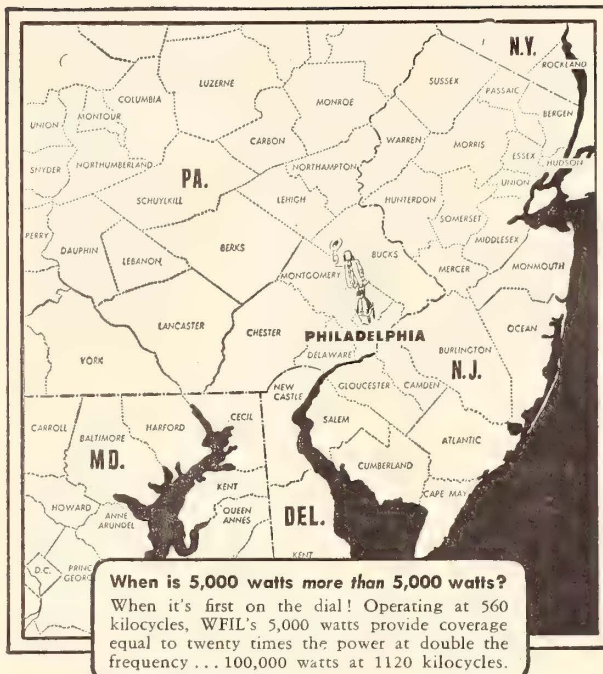 N.Y.
ROCKLAND
SUSSEX
PASSAIC
BERGEN
LUZERNE
MONROE
COLUMBIA
MONTOUR
UNION
CARBON
WARREN
MORRIS
ESSEX
HUDSON
UNION
SNYDER
NORTHUMBERLAND
NORTHAMPTON
PA.
SCHUYLKILL
LEHIGH
HUNTERDON
SOMERSET
MIDDLESEX
PERRY
DAUPHIN
LEBANON
BERKS
BUCKS
MONTGOMERY
MERCER
MONMOUTH
LANCASTER
CHESTER
PHILADELPHIA
OCEAN
YORK
DELAWARE
BURLINGTON
N.J.
NEW
CASTLE
GLOUCESTER
CAMDEN
CARROLL
BALTIMORE
HARFORD
CECIL
SALEM
ATLANTIC
MD.
CUMBERLAND
KENT
CAPE MAY
HOWARD
ANNE
ARUNDEL
QUEEN
ANNES
DEL.
D.C.
PRINC
GEORG
KENT
When is 5,000 watts more than 5,000 watts?
When it's first on the dial! Operating at 560
kilocycles, WFIL's 5,000 watts provide coverage
equal to twenty times the power at double the
frequency ... 100,000 watts at 1120 kilocycles.